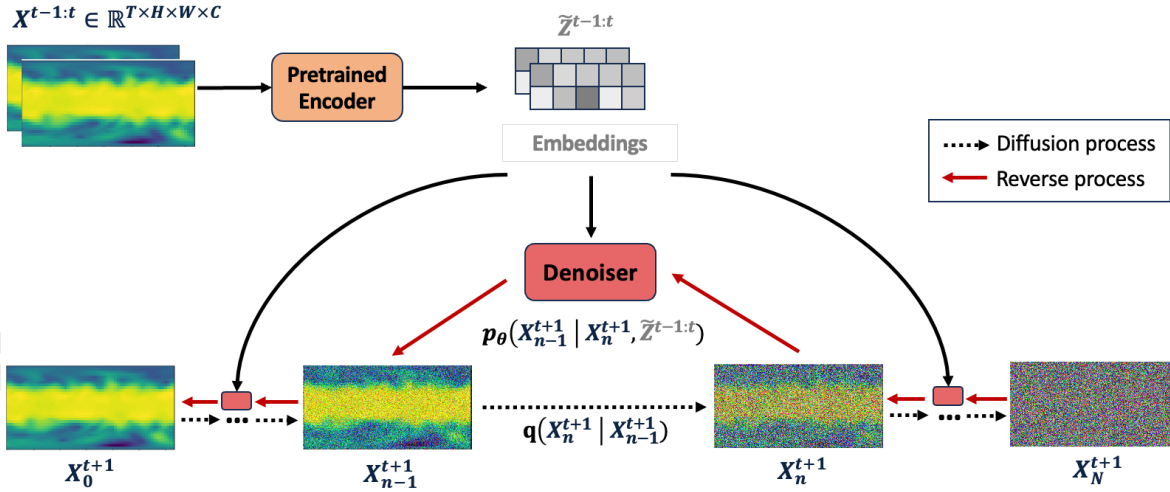 X^{t-1:t} ∈ ℝ^{T×H×W×C}
Z̃^{t-1:t}
Pretrained
Encoder
Embeddings
Diffusion process
Reverse process
Denoiser
p_θ(X_{n-1}^{t+1} | X_n^{t+1}, Z̃^{t-1:t})
q(X_n^{t+1} | X_{n-1}^{t+1})
X_0^{t+1}
X_{n-1}^{t+1}
X_n^{t+1}
X_N^{t+1}